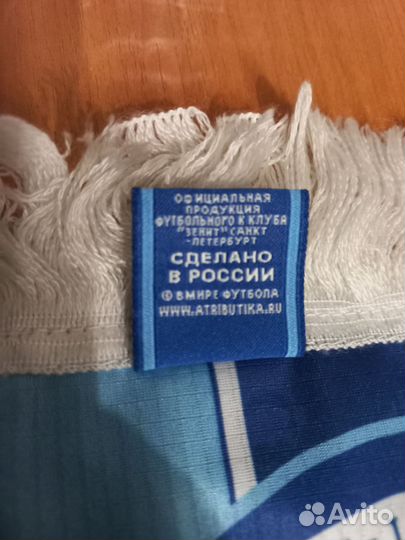 ОФИЦИАЛЬНАЯ
ПРОДУКЦИЯ
ФУТБОЛЬНОГО К КЛУБА
"ЗЕНИТ" САНКТ
-ПЕТЕРБУРГ
СДЕЛАНО
В РОССИИ
© В МИРЕ ФУТБОЛА
WWW.ATRIBUTIKA.RU
Avito